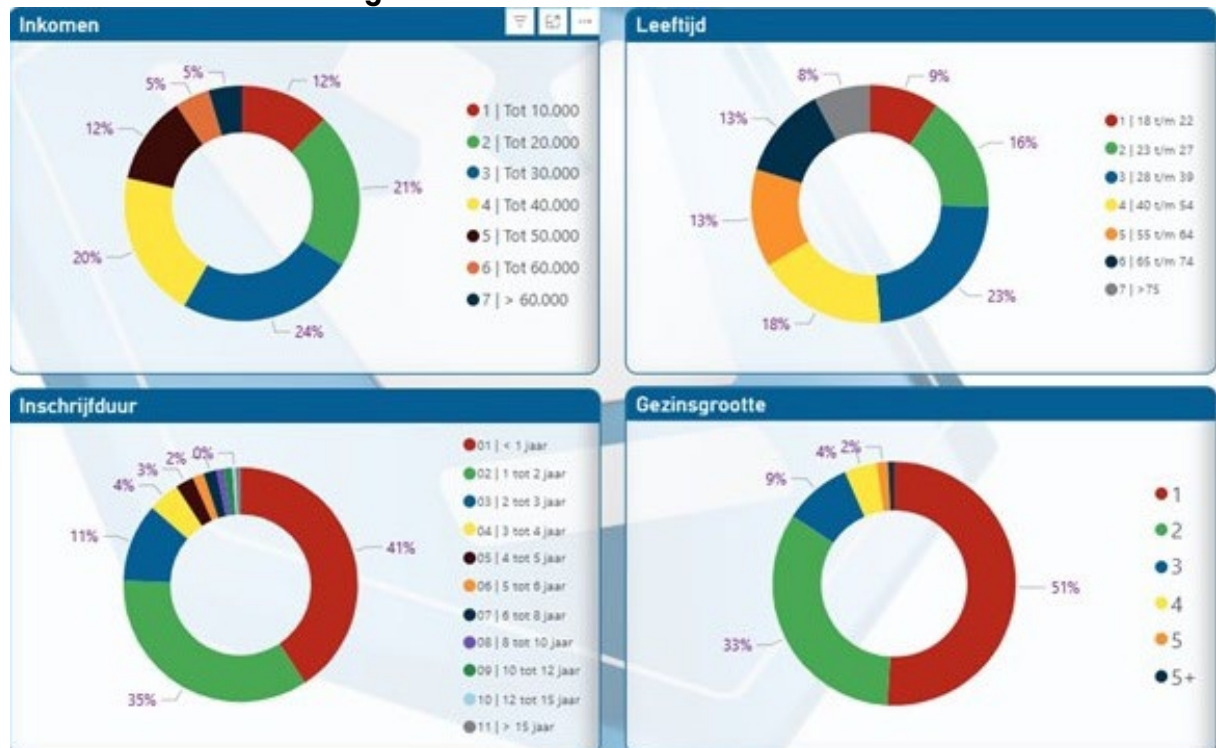 Inkomen
5%
5%
12%
12%
21%
20%
24%
1 | Tot 10.000
2 | Tot 20.000
3 | Tot 30.000
4 | Tot 40.000
5 | Tot 50.000
6 | Tot 60.000
7 | > 60.000
Leeftijd
8%
9%
13%
16%
13%
18%
23%
1 | 18 t/m 22
2 | 23 t/m 27
3 | 28 t/m 39
4 | 40 t/m 54
5 | 55 t/m 64
6 | 65 t/m 74
7 | >75
Inschrijfduur
0%
2%
3%
4%
11%
41%
35%
01 | < 1 jaar
02 | 1 tot 2 jaar
03 | 2 tot 3 jaar
04 | 3 tot 4 jaar
05 | 4 tot 5 jaar
06 | 5 tot 6 jaar
07 | 6 tot 8 jaar
08 | 8 tot 10 jaar
09 | 10 tot 12 jaar
10 | 12 tot 15 jaar
11 | > 15 jaar
Gezinsgrootte
4%
2%
9%
51%
33%
1
2
3
4
5
5+